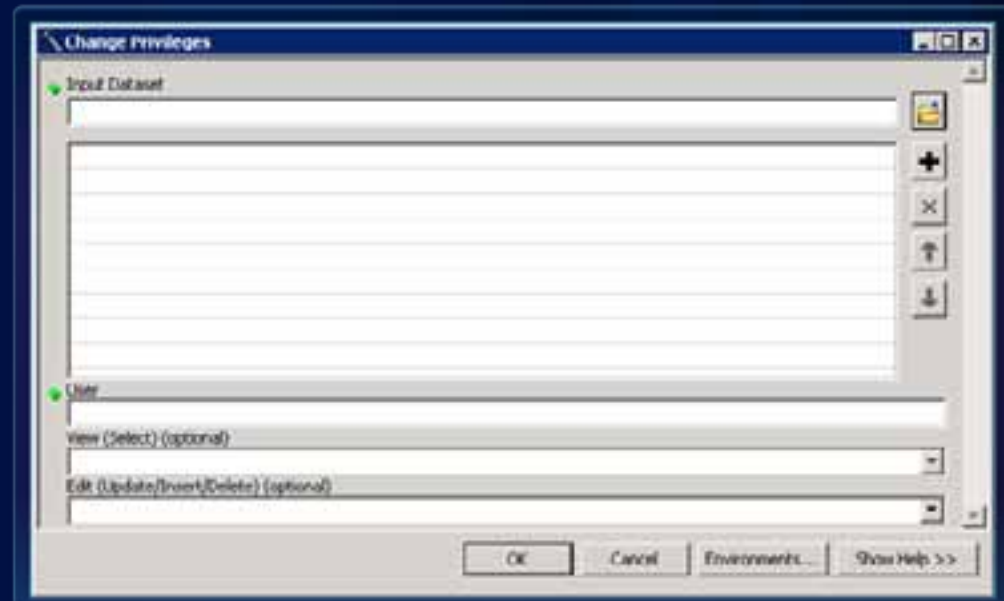 Change Privileges
Input Dataset
User
View (Select) (optional)
Edit (Update/Insert/Delete) (optional)
OK
Cancel
Environments...
Show Help >>